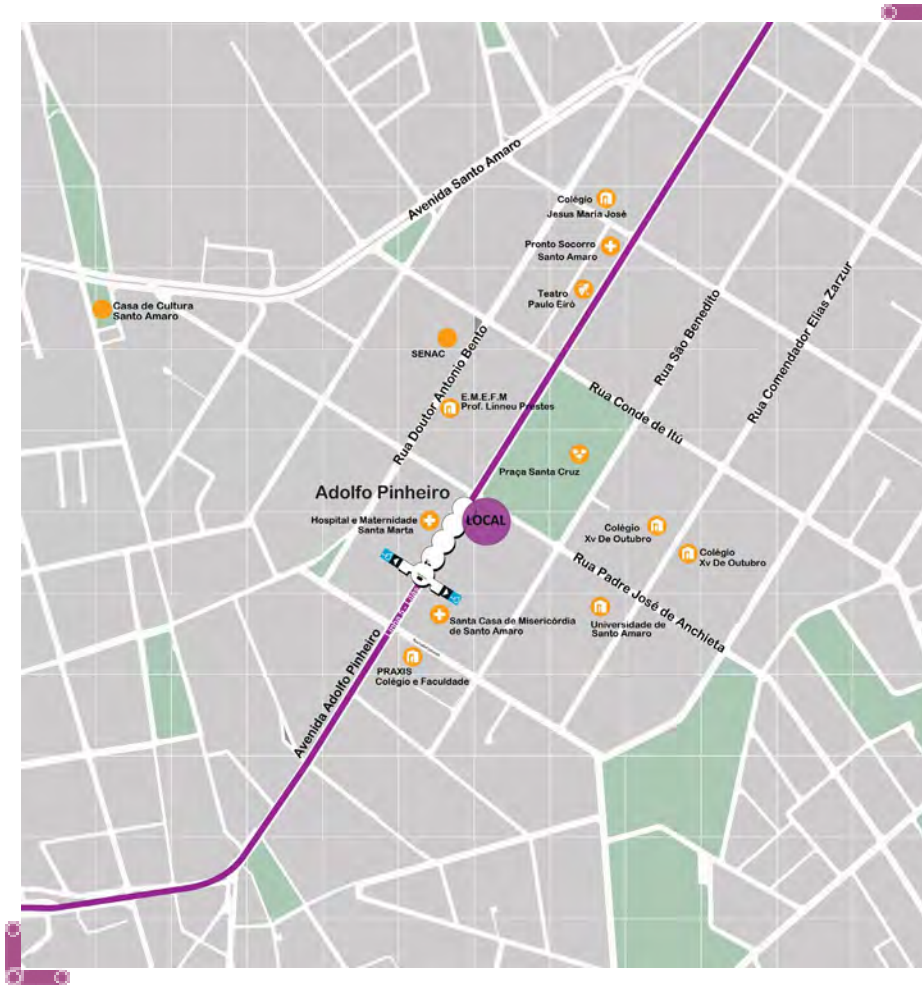 Avenida Santo Amaro
Colégio
Jesus Maria José
Pronto Socorro
Santo Amaro
Teatro
Paulo Eiró
Casa de Cultura
Santo Amaro
SENAC
Rua Doutor Antonio Bento
E.M.E.F.M
Prof. Linneu Prestes
Rua São Benedito
Rua Comendador Elias Zarzur
Rua Conde de Itú
Praça Santa Cruz
Adolfo Pinheiro
LOCAL
Hospital e Maternidade
Santa Marta
Colégio
Xv De Outubro
Colégio
Xv De Outubro
Rua Padre José de Anchieta
Universidade de
Santo Amaro
Santa Casa de Misericórdia
de Santo Amaro
Linha 5 - Lilás
PRAXIS
Colégio e Faculdade
Avenida Adolfo Pinheiro